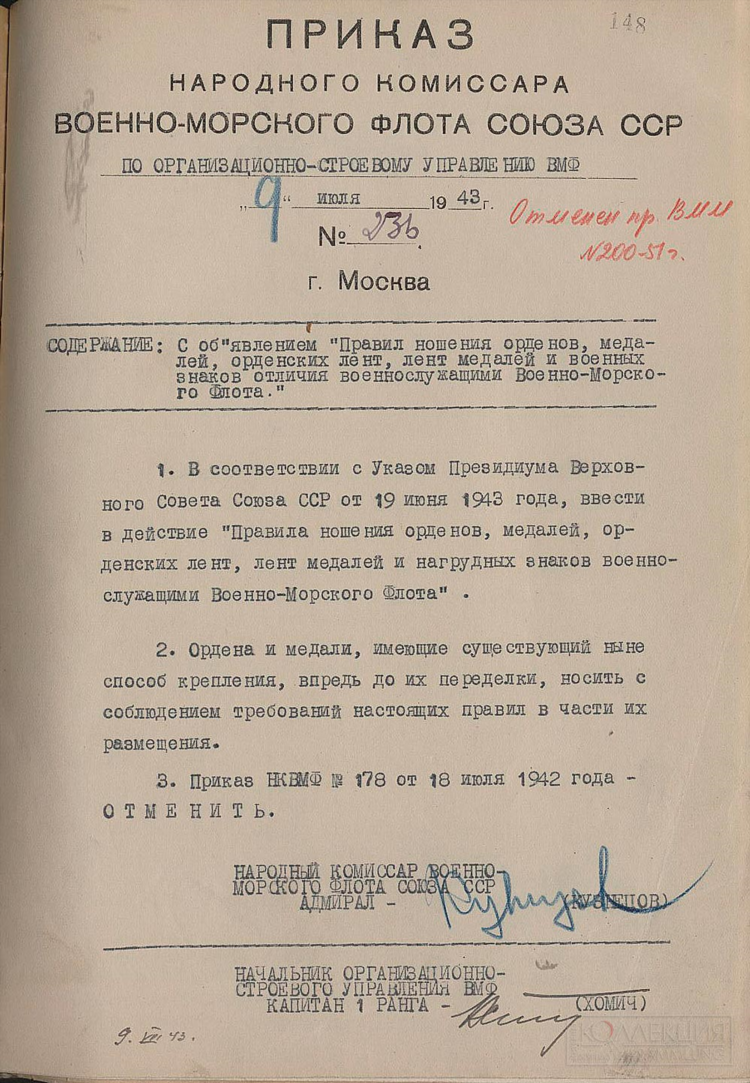 148
ПРИКАЗ
НАРОДНОГО КОМИССАРА
ВОЕННО-МОРСКОГО ФЛОТА СОЮЗА ССР
ПО ОРГАНИЗАЦИОННО-СТРОЕВОМУ УПРАВЛЕНИЮ ВМФ
„9“ июля 1943г.
№ 236
Отменен пр. ВММ
N200-51г.
г. Москва
СОДЕРЖАНИЕ: С об"явлением "Правил ношения орденов, меда-
лей, орденских лент, лент медалей и военных
знаков отличия военнослужащими Военно-Морско-
го Флота."
1. В соответствии с Указом Президиума Верхов-
ного Совета Союза ССР от 19 июня 1943 года, ввести
в действие "Правила ношения орденов, медалей, ор-
денских лент, лент медалей и нагрудных знаков военно-
служащими Военно-Морского Флота" .
2. Ордена и медали, имеющие существующий ныне
способ крепления, впредь до их переделки, носить с
соблюдением требований настоящих правил в части их
размещения.
3. Приказ НКВМФ № 178 от 18 июля 1942 года -
О Т М Е Н И Т Ь.
НАРОДНЫЙ КОМИССАР ВОЕННО-
МОРСКОГО ФЛОТА СОЮЗА ССР
АДМИРАЛ - (КУЗНЕЦОВ)
НАЧАЛЬНИК ОРГАНИЗАЦИОННО-
СТРОЕВОГО УПРАВЛЕНИЯ ВМФ
КАПИТАН 1 РАНГА - (ХОМИЧ)
9.VII 43.
КОЛЛЕКЦИЯ